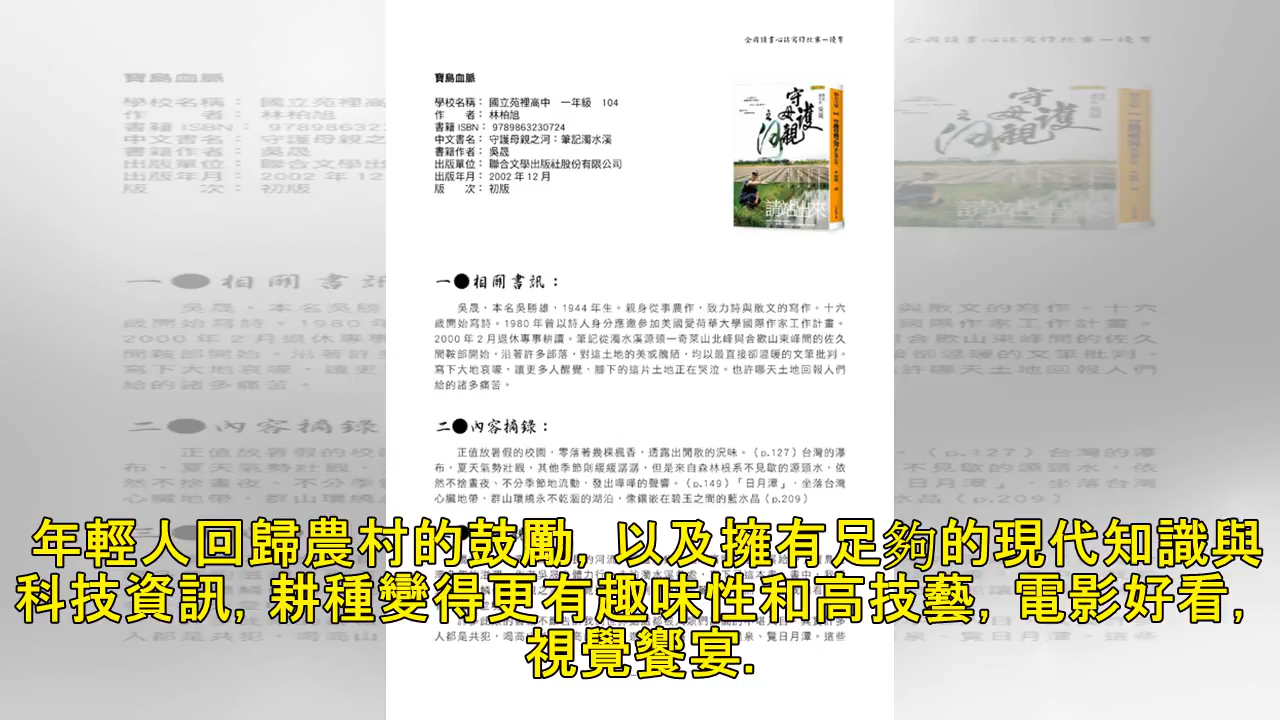 全國讀書心得寫作比賽一優等
寶島血脈
學校名稱： 國立苑裡高中 一年級 104
作 者： 林柏旭
書籍 ISBN： 9789863230724
中文書名： 守護母親之河：筆記濁水溪
書籍作者： 吳晟
出版單位： 聯合文學出版社股份有限公司
出版年月： 2002 年 12 月
版 次： 初版
守護
母親
之河
請站出來
一●相關書訊：
吳晟，本名吳勝雄，1944 年生。親身從事農作，致力詩與散文的寫作。十六
歲開始寫詩。1980 年曾以詩人身分應邀參加美國愛荷華大學國際作家工作計畫。
2000 年 2 月退休專事耕讀。筆記從濁水溪源頭一奇萊山北峰與合歡山東峰間的佐久
間鞍部開始，沿著許多部落，對這土地的美或醜陋，均以最直接卻溫暖的文筆批判。
寫下大地哀嚎，讓更多人醒覺，腳下的這片土地正在哭泣。也許哪天土地回報人們
給的諸多痛苦。
二●內容摘錄：
正值放暑假的校園，零落著幾棵楓香，透露出閒散的況味。（p.127）台灣的瀑
布，夏天氣勢壯觀，其他季節則緩緩潺潺，但是來自森林根系不見歇的源頭水，依
然不捨晝夜、不分季節地流動，發出嘩嘩的聲響。（p.149）「日月潭」，坐落台灣
心臟地帶，群山環繞永不乾涸的湖泊，像鑲嵌在碧玉之間的藍水晶（p.209）
年輕人回歸農村的鼓勵, 以及擁有足夠的現代知識與
科技資訊, 耕種變得更有趣味性和高技藝, 電影好看,
視覺饗宴.